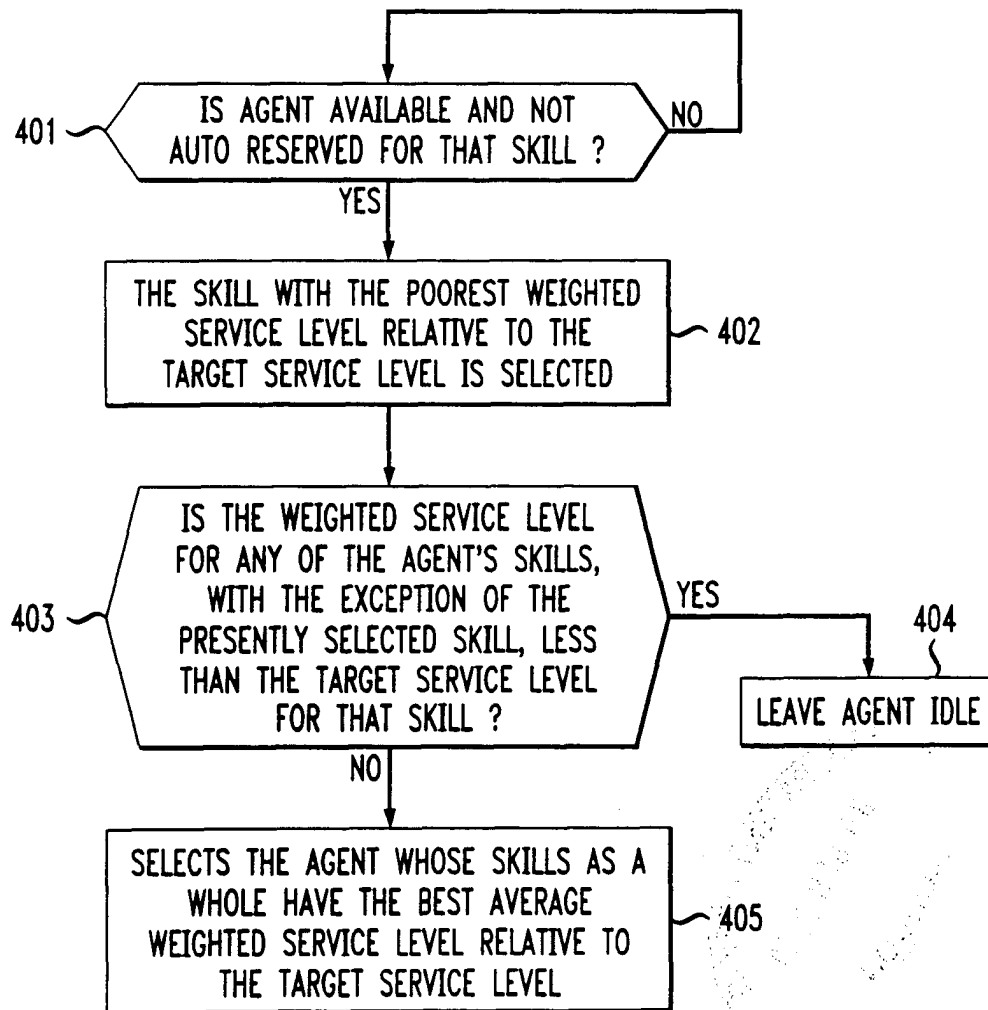 IS AGENT AVAILABLE AND NOT
AUTO RESERVED FOR THAT SKILL ?
401
NO
YES
THE SKILL WITH THE POOREST WEIGHTED
SERVICE LEVEL RELATIVE TO THE
TARGET SERVICE LEVEL IS SELECTED
402
IS THE WEIGHTED SERVICE LEVEL
FOR ANY OF THE AGENT'S SKILLS,
WITH THE EXCEPTION OF THE
PRESENTLY SELECTED SKILL, LESS
THAN THE TARGET SERVICE LEVEL
FOR THAT SKILL ?
403
YES
404
LEAVE AGENT IDLE
NO
SELECTS THE AGENT WHOSE SKILLS AS A
WHOLE HAVE THE BEST AVERAGE
WEIGHTED SERVICE LEVEL RELATIVE TO
THE TARGET SERVICE LEVEL
405